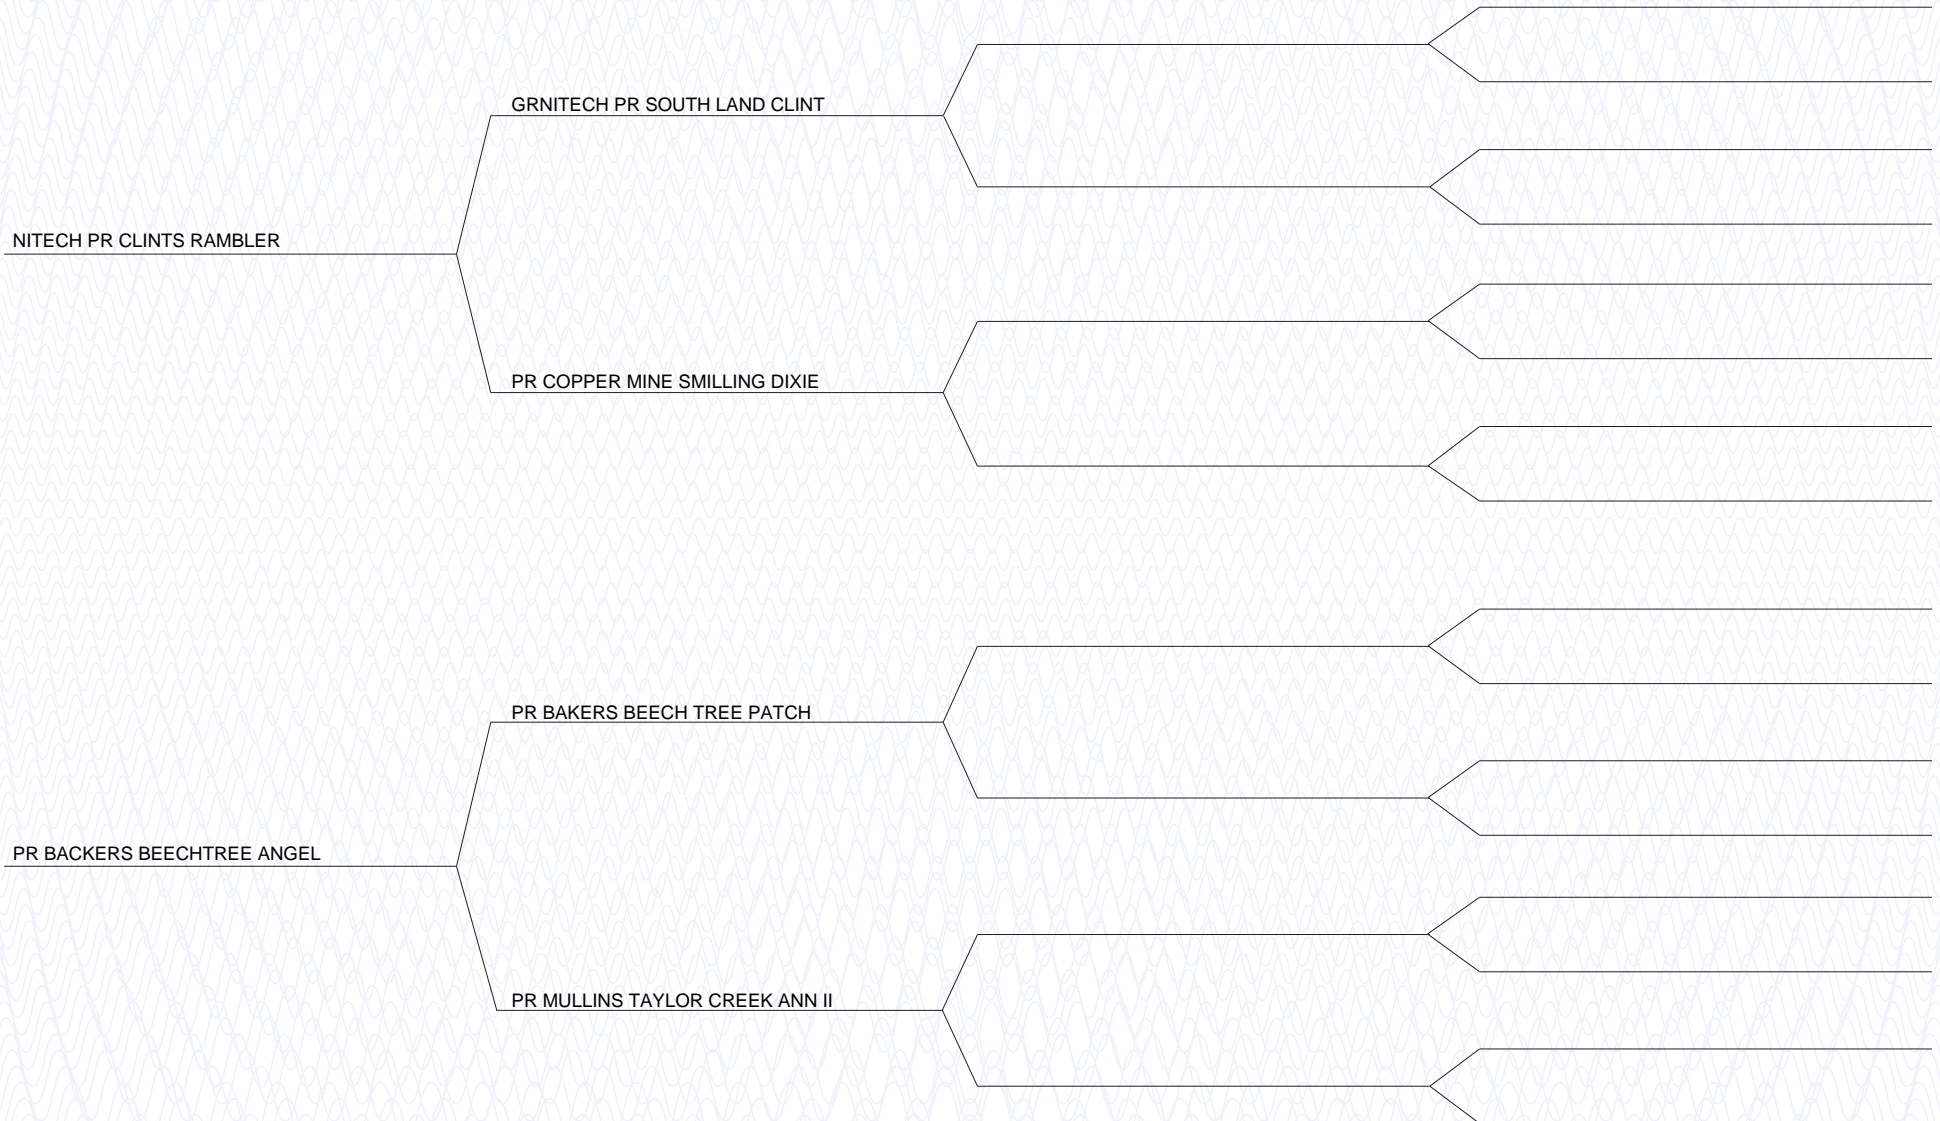 GRNITECH PR SOUTH LAND CLINT
NITECH PR CLINTS RAMBLER
PR COPPER MINE SMILLING DIXIE
PR BAKERS BEECH TREE PATCH
PR BACKERS BEECHTREE ANGEL
PR MULLINS TAYLOR CREEK ANN II